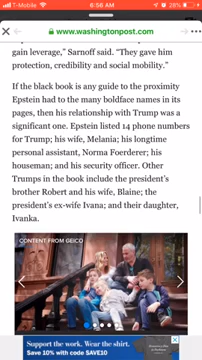 T-Mobile
6:56 AM
28%
www.washingtonpost.com
gain leverage,” Sarnoff said. “They gave him
protection, credibility and social mobility.”
If the black book is any guide to the proximity
Epstein had to the many boldface names in its
pages, then his relationship with Trump was a
significant one. Epstein listed 14 phone numbers
for Trump; his wife, Melania; his longtime
personal assistant, Norma Foerderer; his
houseman; and his security officer. Other
Trumps in the book include the president’s
brother Robert and his wife, Blaine; the
president’s ex-wife Ivana; and their daughter,
Ivanka.
CONTENT FROM GEICO
Support the work. Wear the shirt.
Save 10% with code SAVE10